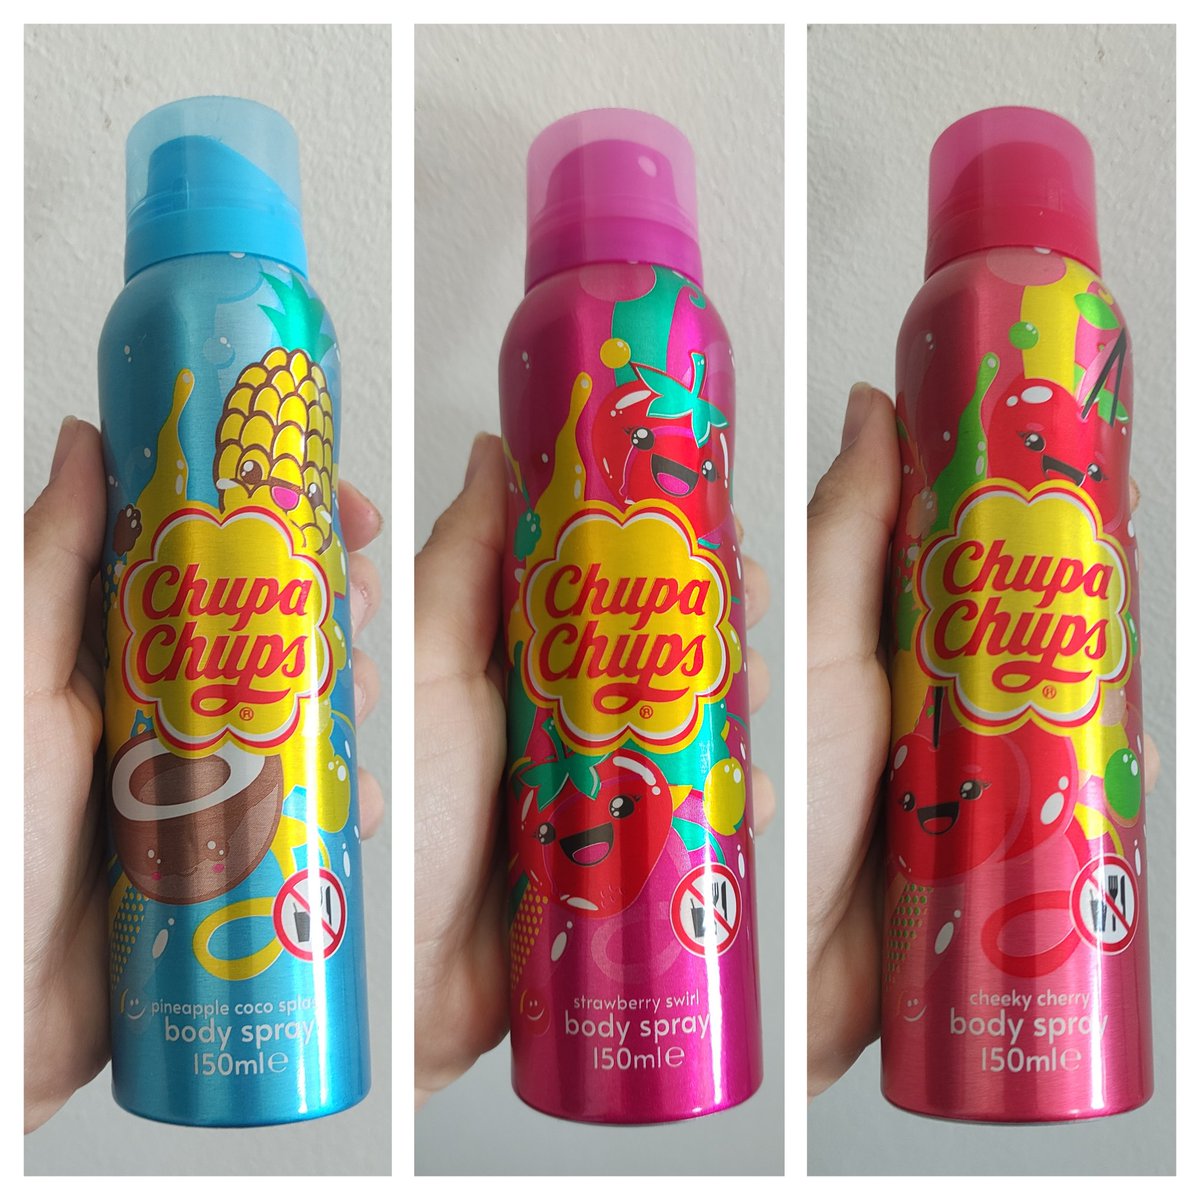 Chupa
Chups
®
pineapple coco splas
body spray
150ml℮
Chupa
Chups
®
strawberry swirl
body spray
150ml℮
Chupa
Chups
®
cheeky cherry
body spray
150ml℮